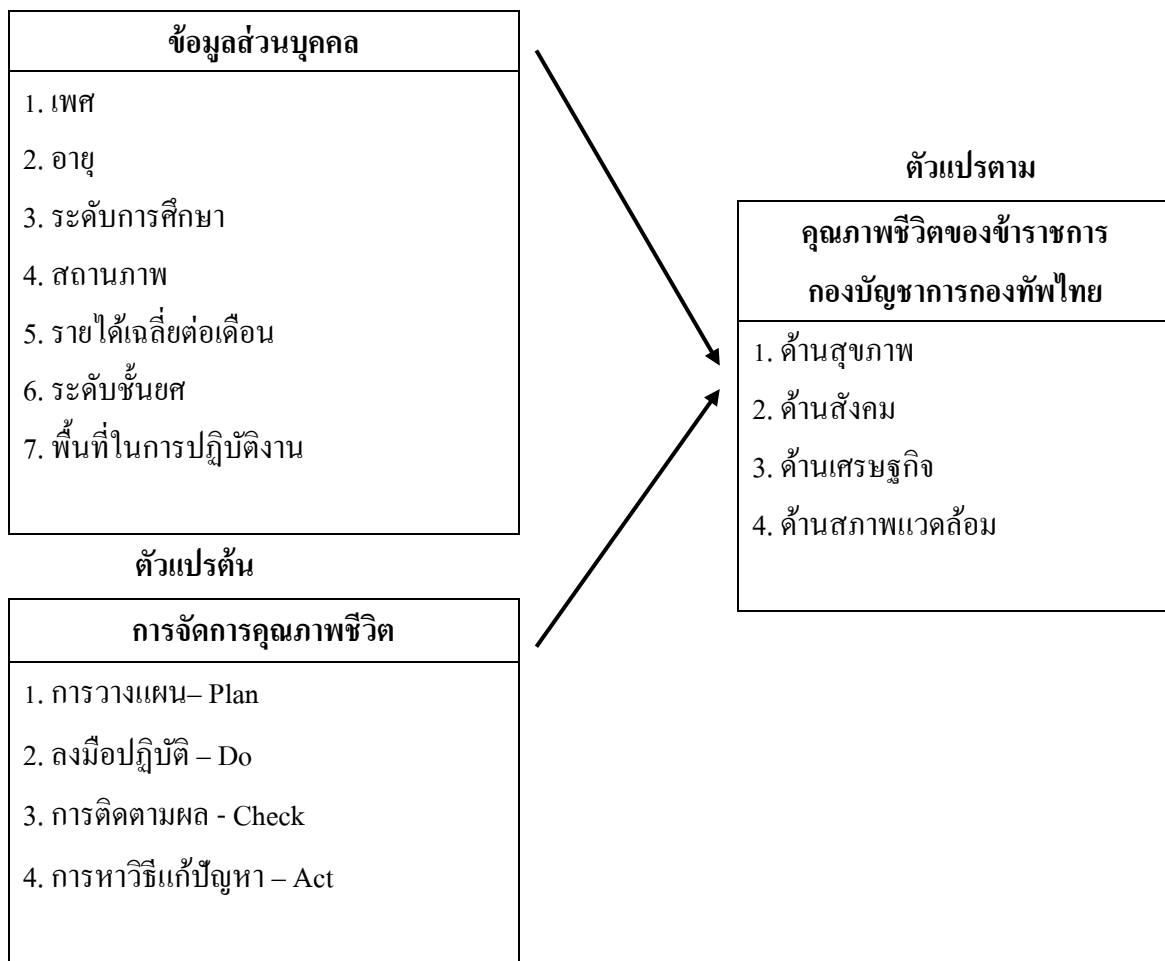 ข้อมูลส่วนบุคคล
1. เพศ
2. อายุ
3. ระดับการศึกษา
4. สถานภาพ
5. รายได้เฉลี่ยต่อเดือน
6. ระดับชั้นยศ
7. พื้นที่ในการปฏิบัติงาน
ตัวแปรต้น
การจัดการคุณภาพชีวิต
1. การวางแผน– Plan
2. ลงมือปฏิบัติ – Do
3. การติดตามผล - Check
4. การหาวิธีแก้ปัญหา – Act
ตัวแปรตาม
คุณภาพชีวิตของข้าราชการ
กองบัญชาการกองทัพไทย
1. ด้านสุขภาพ
2. ด้านสังคม
3. ด้านเศรษฐกิจ
4. ด้านสภาพแวดล้อม